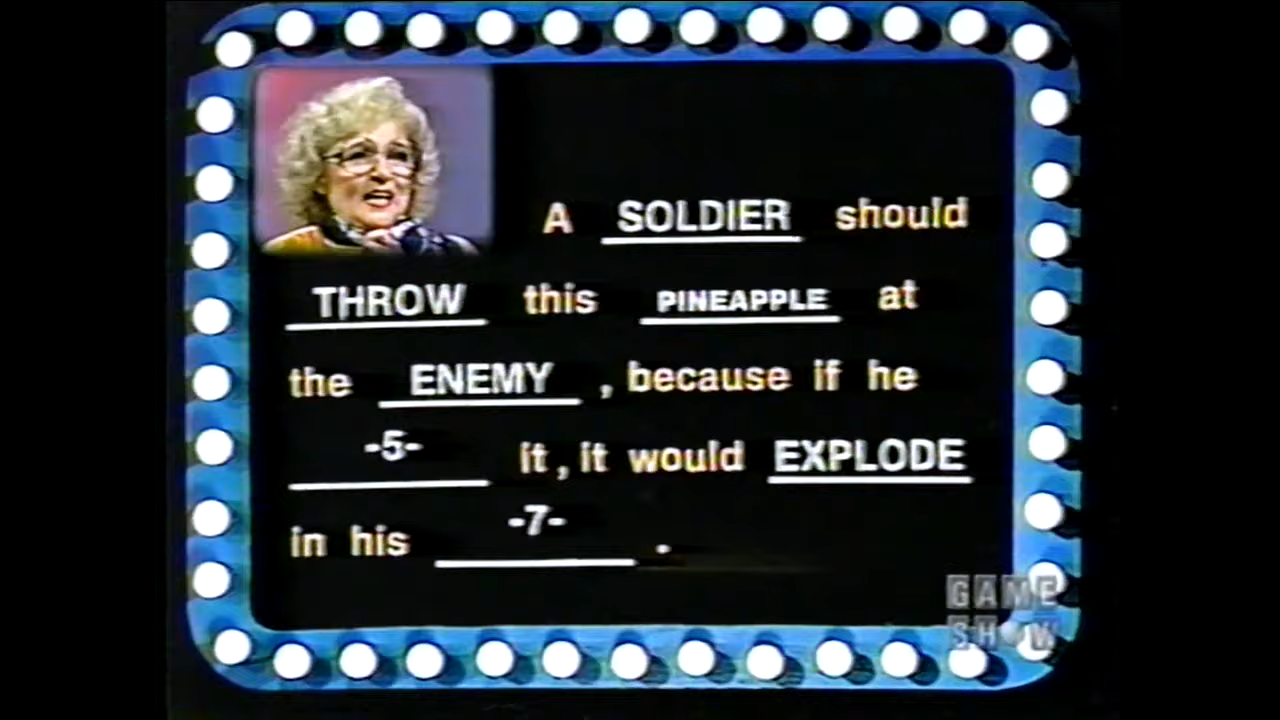 A SOLDIER should
THROW this PINEAPPLE at
the ENEMY , because if he
-5- it , it would EXPLODE
in his -7- .
GAME
SHOW